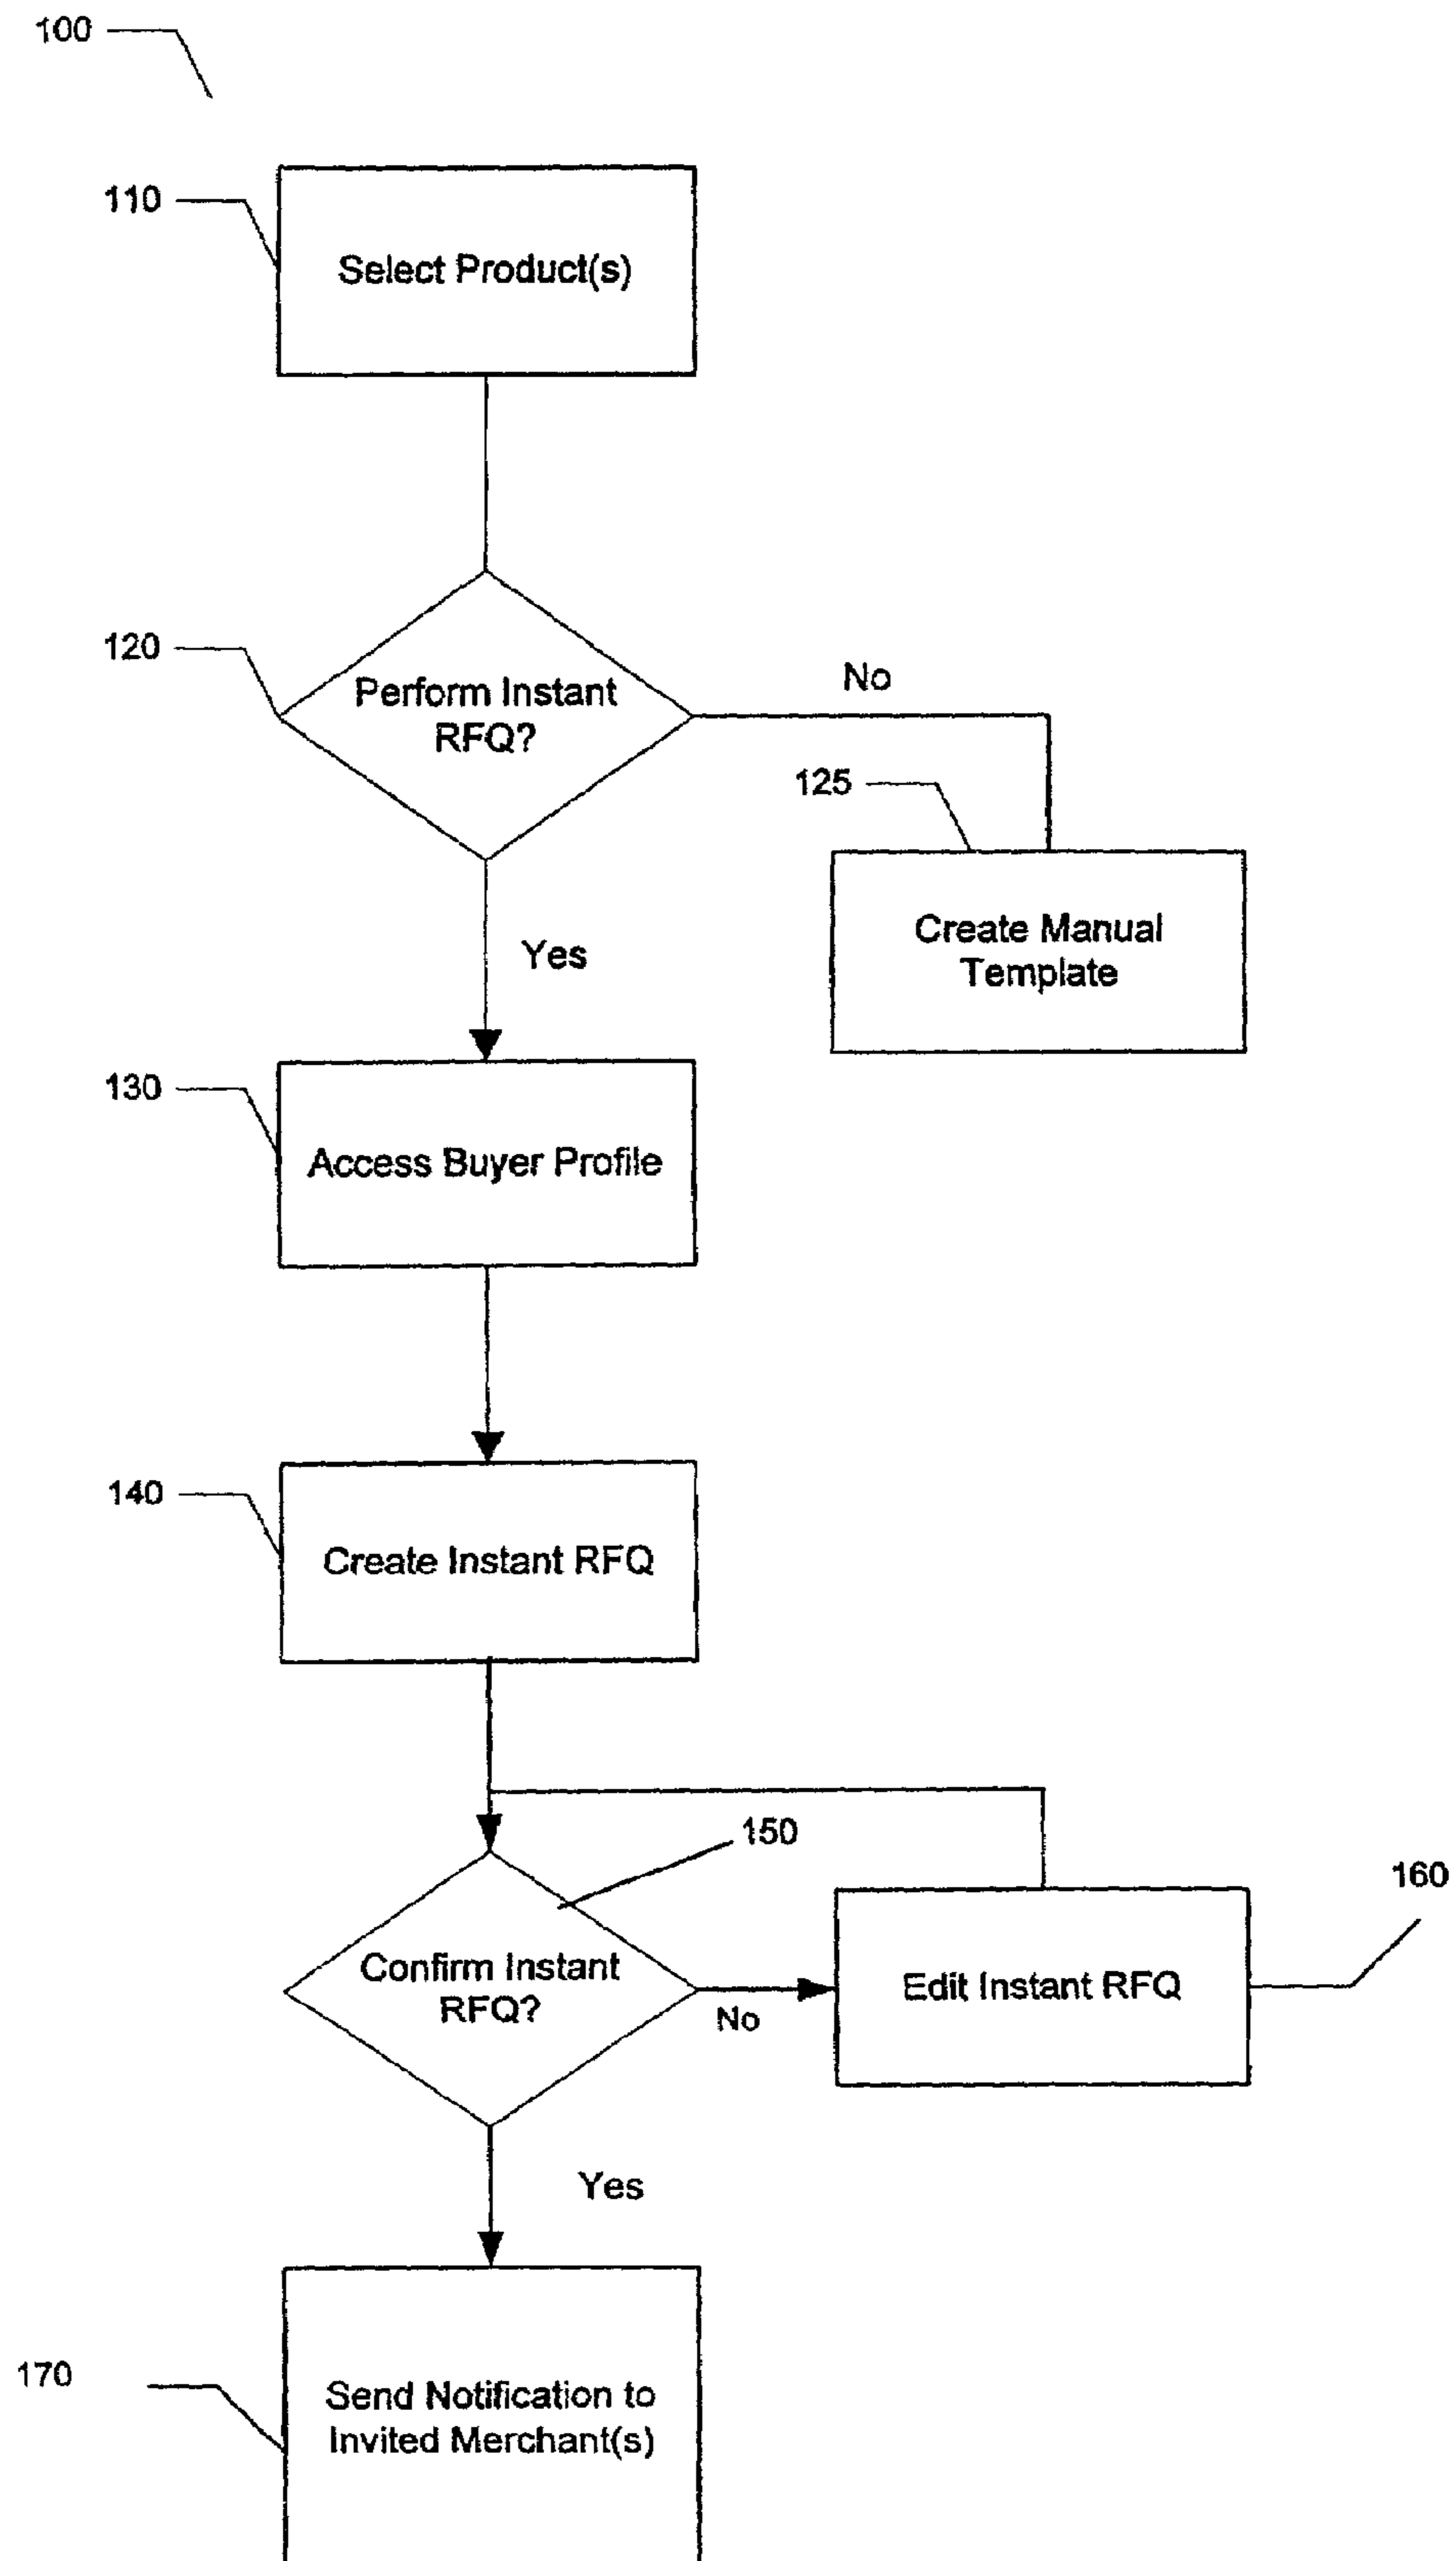 100
110
Select Product(s)
120
Perform Instant
RFQ?
No
125
Create Manual
Template
Yes
130
Access Buyer Profile
140
Create Instant RFQ
150
160
Confirm Instant
RFQ?
No
Edit Instant RFQ
Yes
170
Send Notification to
Invited Merchant(s)